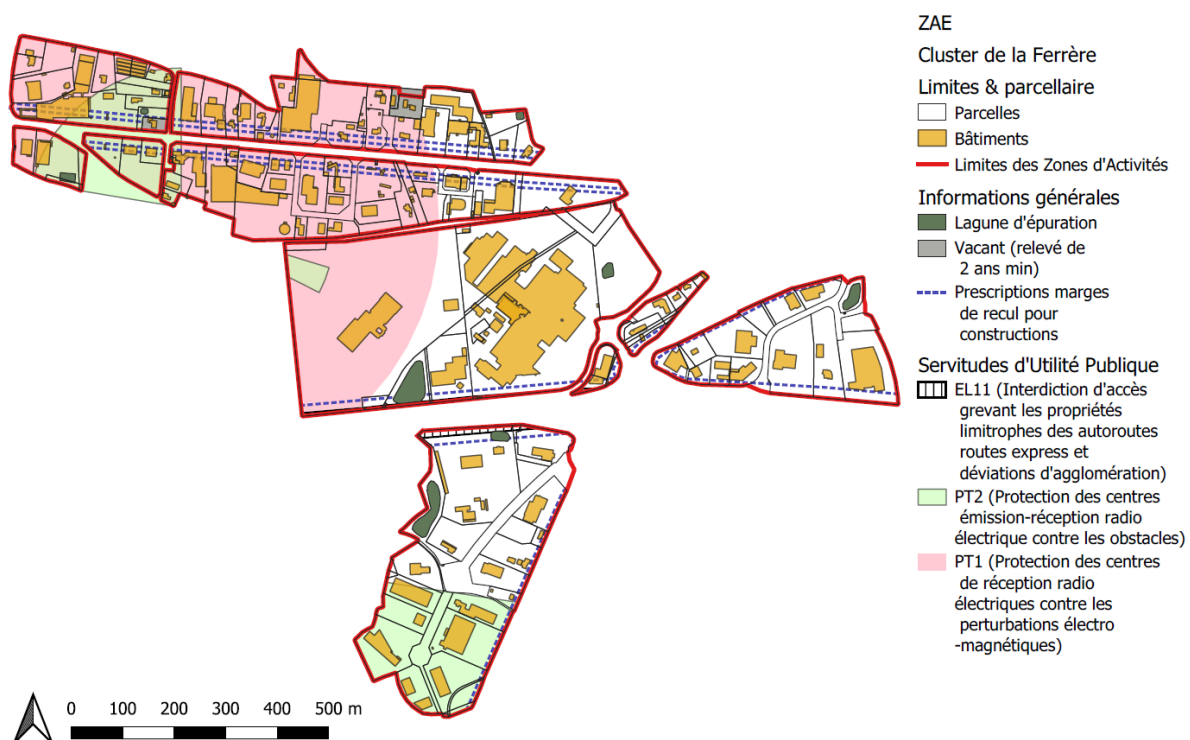 ZAE
Cluster de la Ferrère
Limites & parcellaire
Parcelles
Bâtiments
Limites des Zones d'Activités
Informations générales
Lagune d'épuration
Vacant (relevé de
2 ans min)
Prescriptions marges
de recul pour
constructions
Servitudes d'Utilité Publique
EL11 (Interdiction d'accès
grevant les propriétés
limitrophes des autoroutes
routes express et
déviations d'agglomération)
PT2 (Protection des centres
émission-réception radio
électrique contre les obstacles)
PT1 (Protection des centres
de réception radio
électriques contre les
perturbations électro
-magnétiques)
0 100 200 300 400 500 m